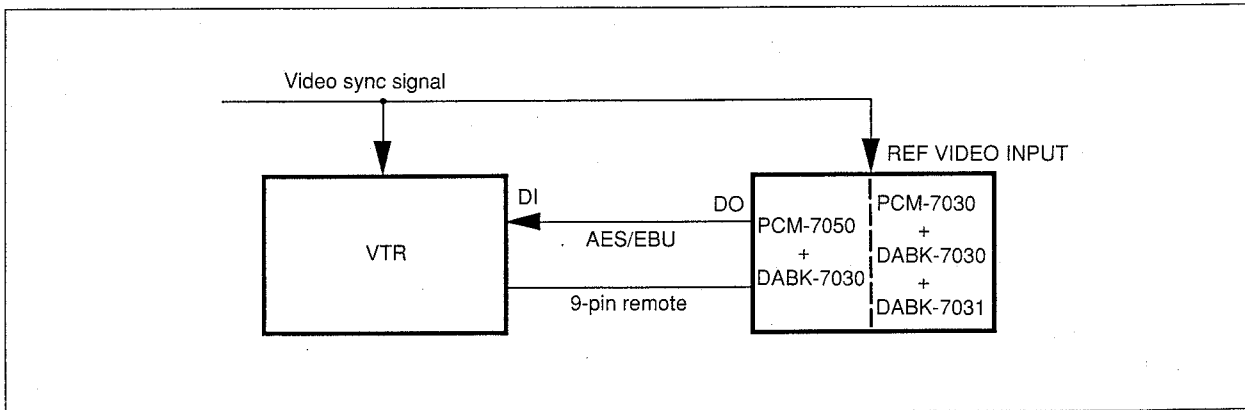 Video sync signal
REF VIDEO INPUT
DI
DO
AES/EBU
VTR
9-pin remote
PCM-7050
+
DABK-7030
PCM-7030
+
DABK-7030
+
DABK-7031